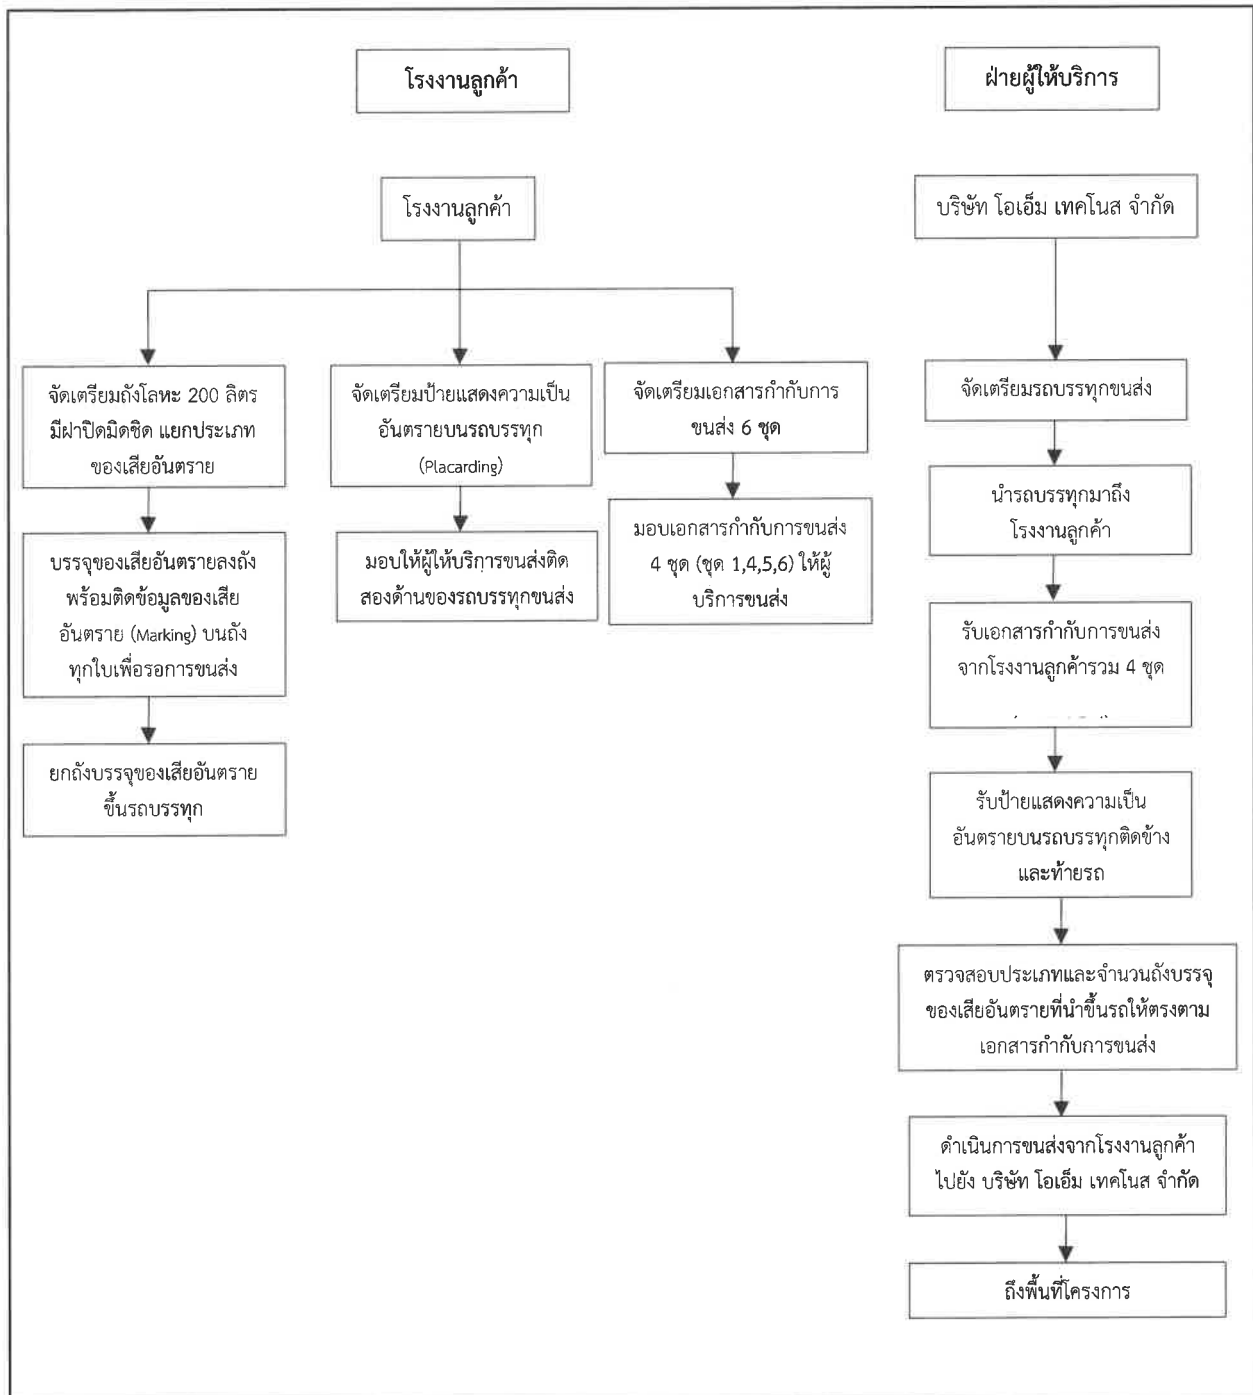 โรงงานลูกค้า
ฝ่ายผู้ให้บริการ
โรงงานลูกค้า
บริษัท โอเอ็ม เทคโนส จำกัด
จัดเตรียมถังโลหะ 200 ลิตร
มีฝาปิดมิดชิด แยกประเภท
ของเสียอันตราย
จัดเตรียมป้ายแสดงความเป็น
อันตรายบนรถบรรทุก
(Placarding)
จัดเตรียมเอกสารกำกับการ
ขนส่ง 6 ชุด
จัดเตรียมรถบรรทุกขนส่ง
บรรจุของเสียอันตรายลงถัง
พร้อมติดข้อมูลของเสีย
อันตราย (Marking) บนถัง
ทุกใบเพื่อรอการขนส่ง
มอบให้ผู้ให้บริการขนส่งติด
สองด้านของรถบรรทุกขนส่ง
มอบเอกสารกำกับการขนส่ง
4 ชุด (ชุด 1,4,5,6) ให้ผู้
บริการขนส่ง
นำรถบรรทุกมาถึง
โรงงานลูกค้า
รับเอกสารกำกับการขนส่ง
จากโรงงานลูกค้ารวม 4 ชุด
ยกถังบรรจุของเสียอันตราย
ขึ้นรถบรรทุก
รับป้ายแสดงความเป็น
อันตรายบนรถบรรทุกติดข้าง
และท้ายรถ
ตรวจสอบประเภทและจำนวนถังบรรจุ
ของเสียอันตรายที่นำขึ้นรถให้ตรงตาม
เอกสารกำกับการขนส่ง
ดำเนินการขนส่งจากโรงงานลูกค้า
ไปยัง บริษัท โอเอ็ม เทคโนส จำกัด
ถึงพื้นที่โครงการ